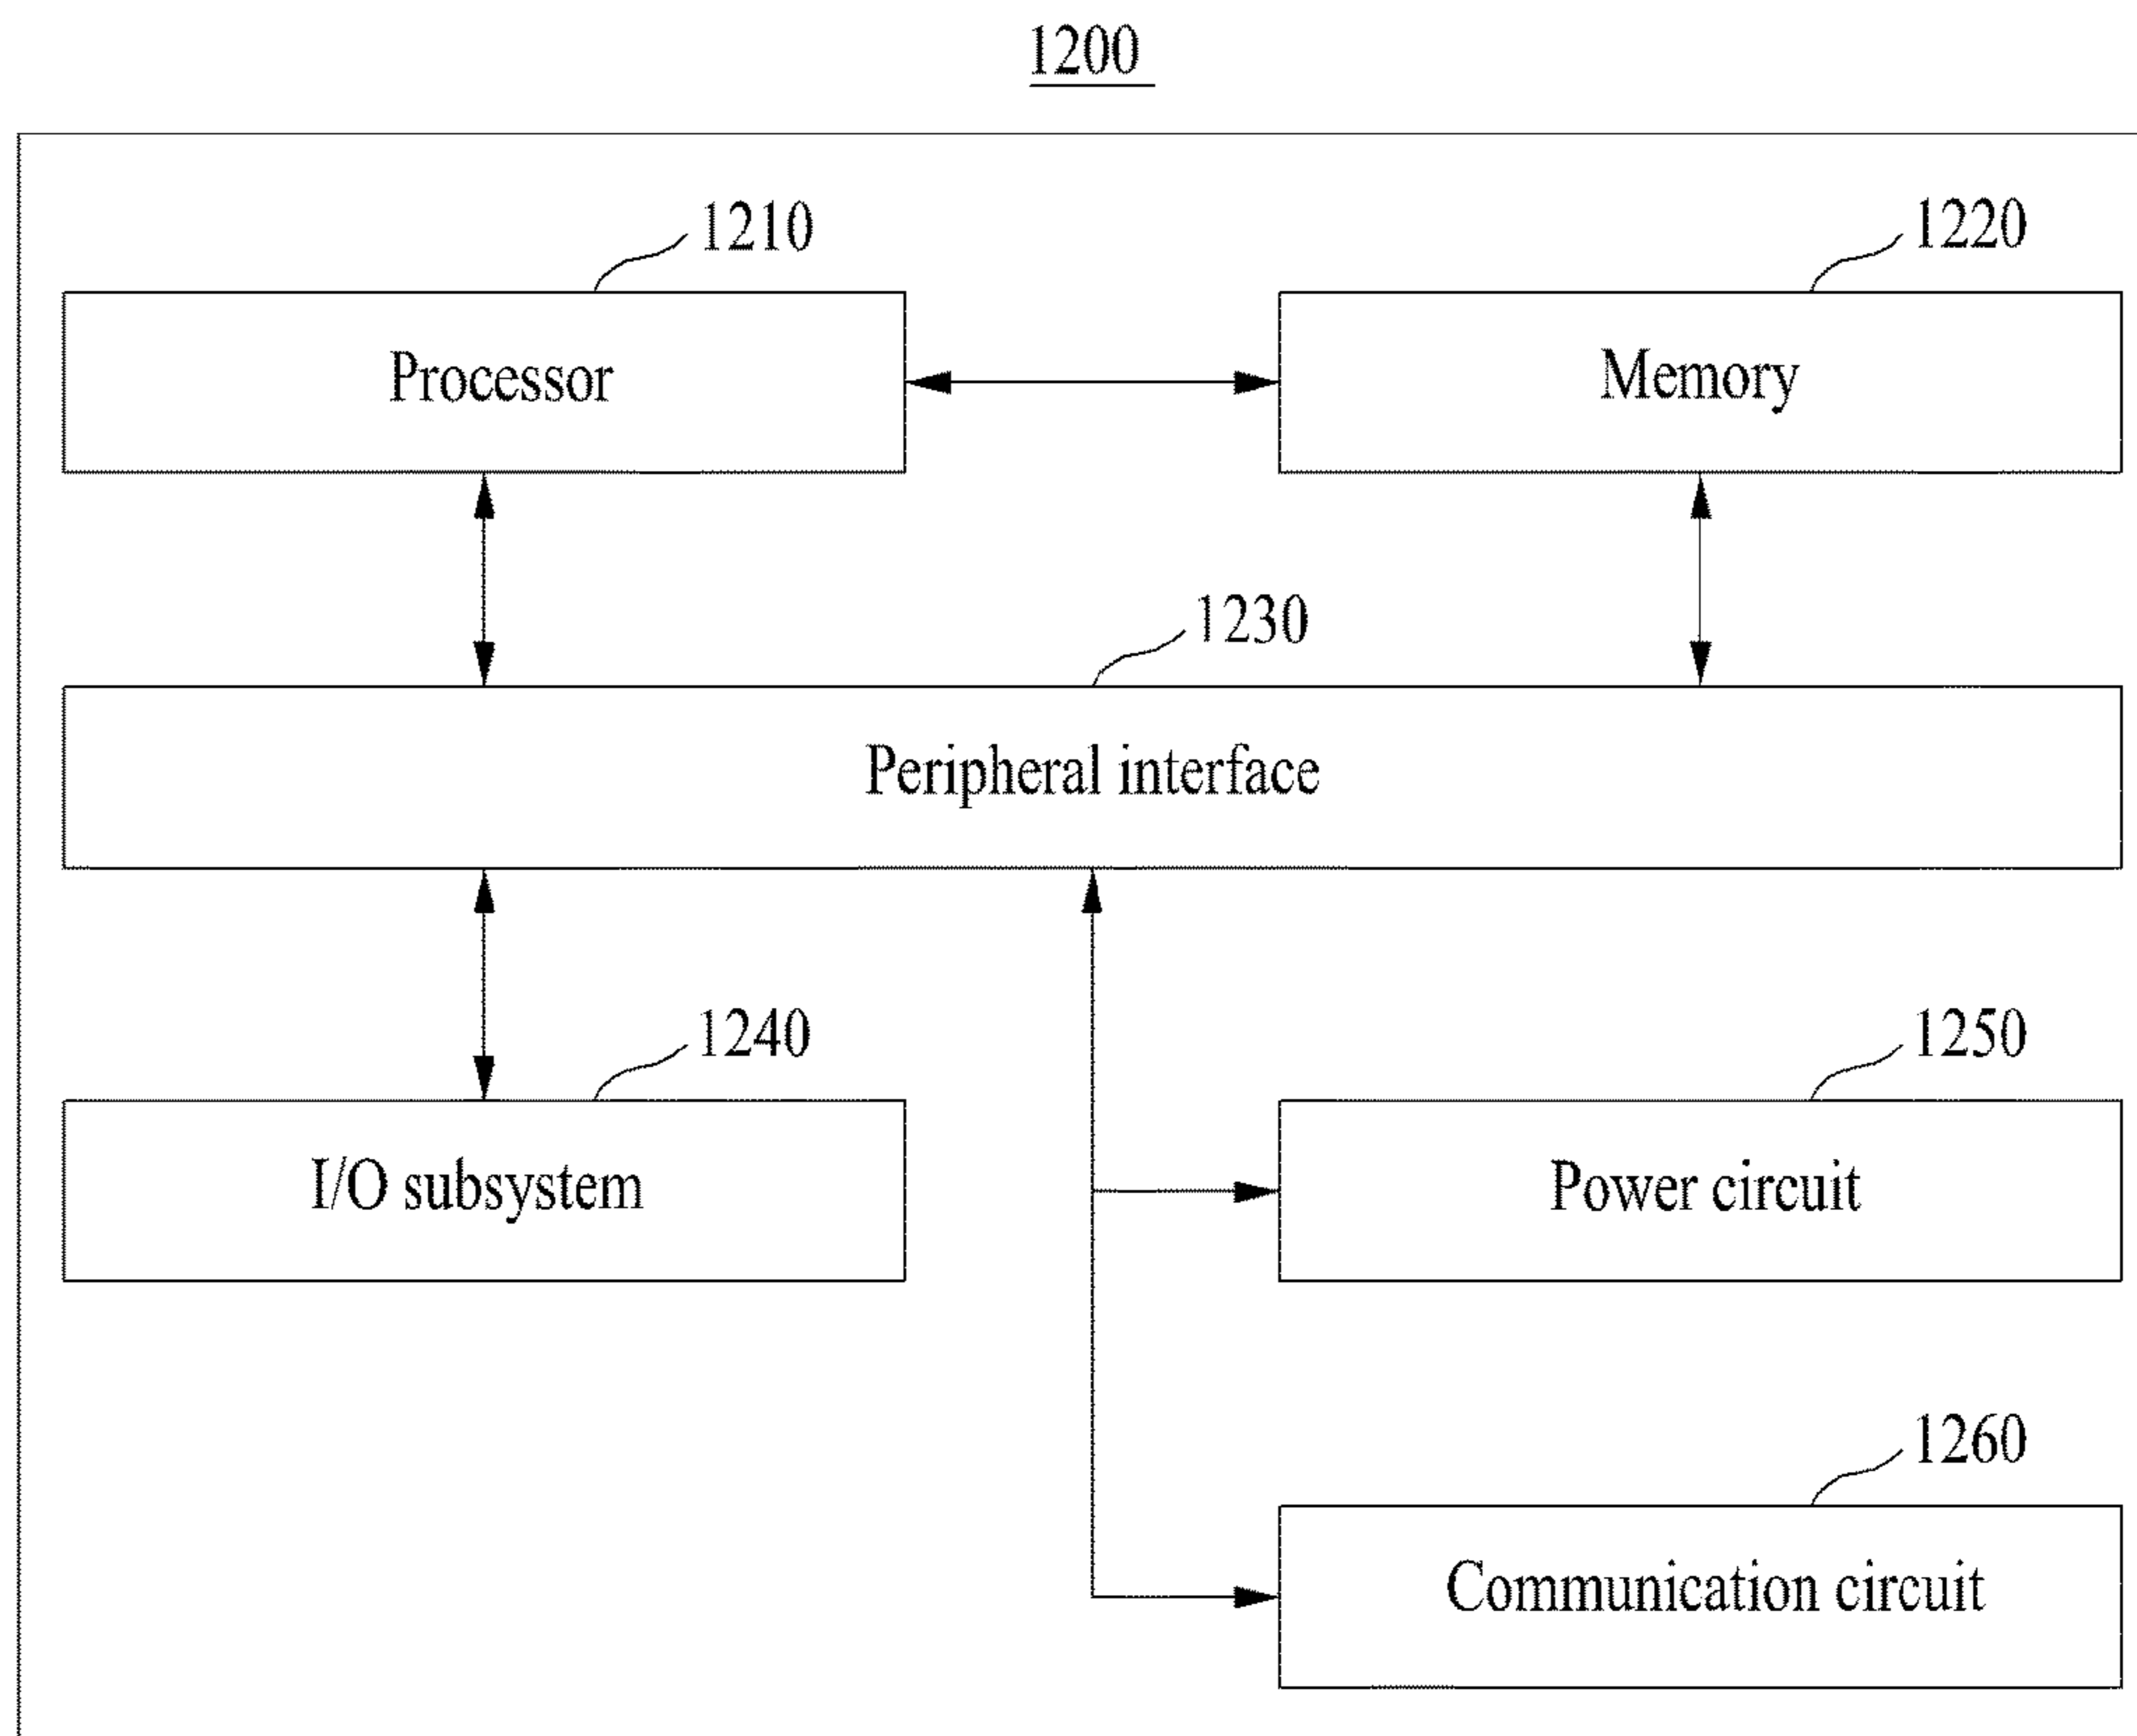 1200
1210
1220
Processor
Memory
1230
Peripheral interface
1240
1250
I/O subsystem
Power circuit
1260
Communication circuit